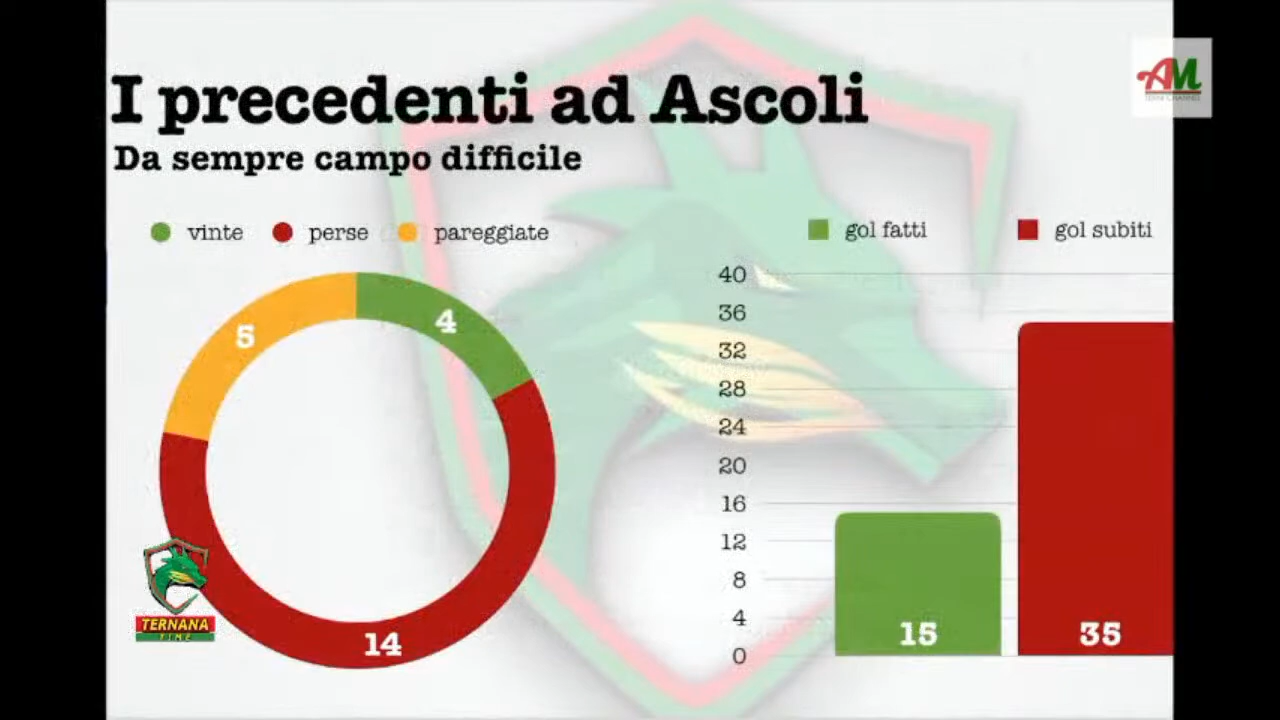 I precedenti ad Ascoli
Da sempre campo difficile
vinte perse pareggiate
5
4
14
gol fatti gol subiti
40
36
32
28
24
20
16
12
8
4
0
15
35
AM
TERNANA
TIME